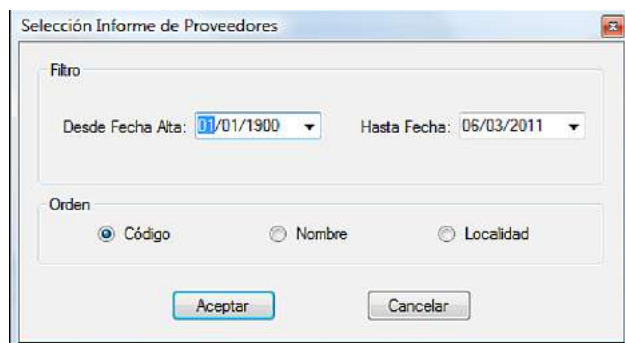 Selección Informe de Proveedores
Filtro
Desde Fecha Alta: 01/01/1900 Hasta Fecha: 06/03/2011
Orden
Código Nombre Localidad
Aceptar Cancelar